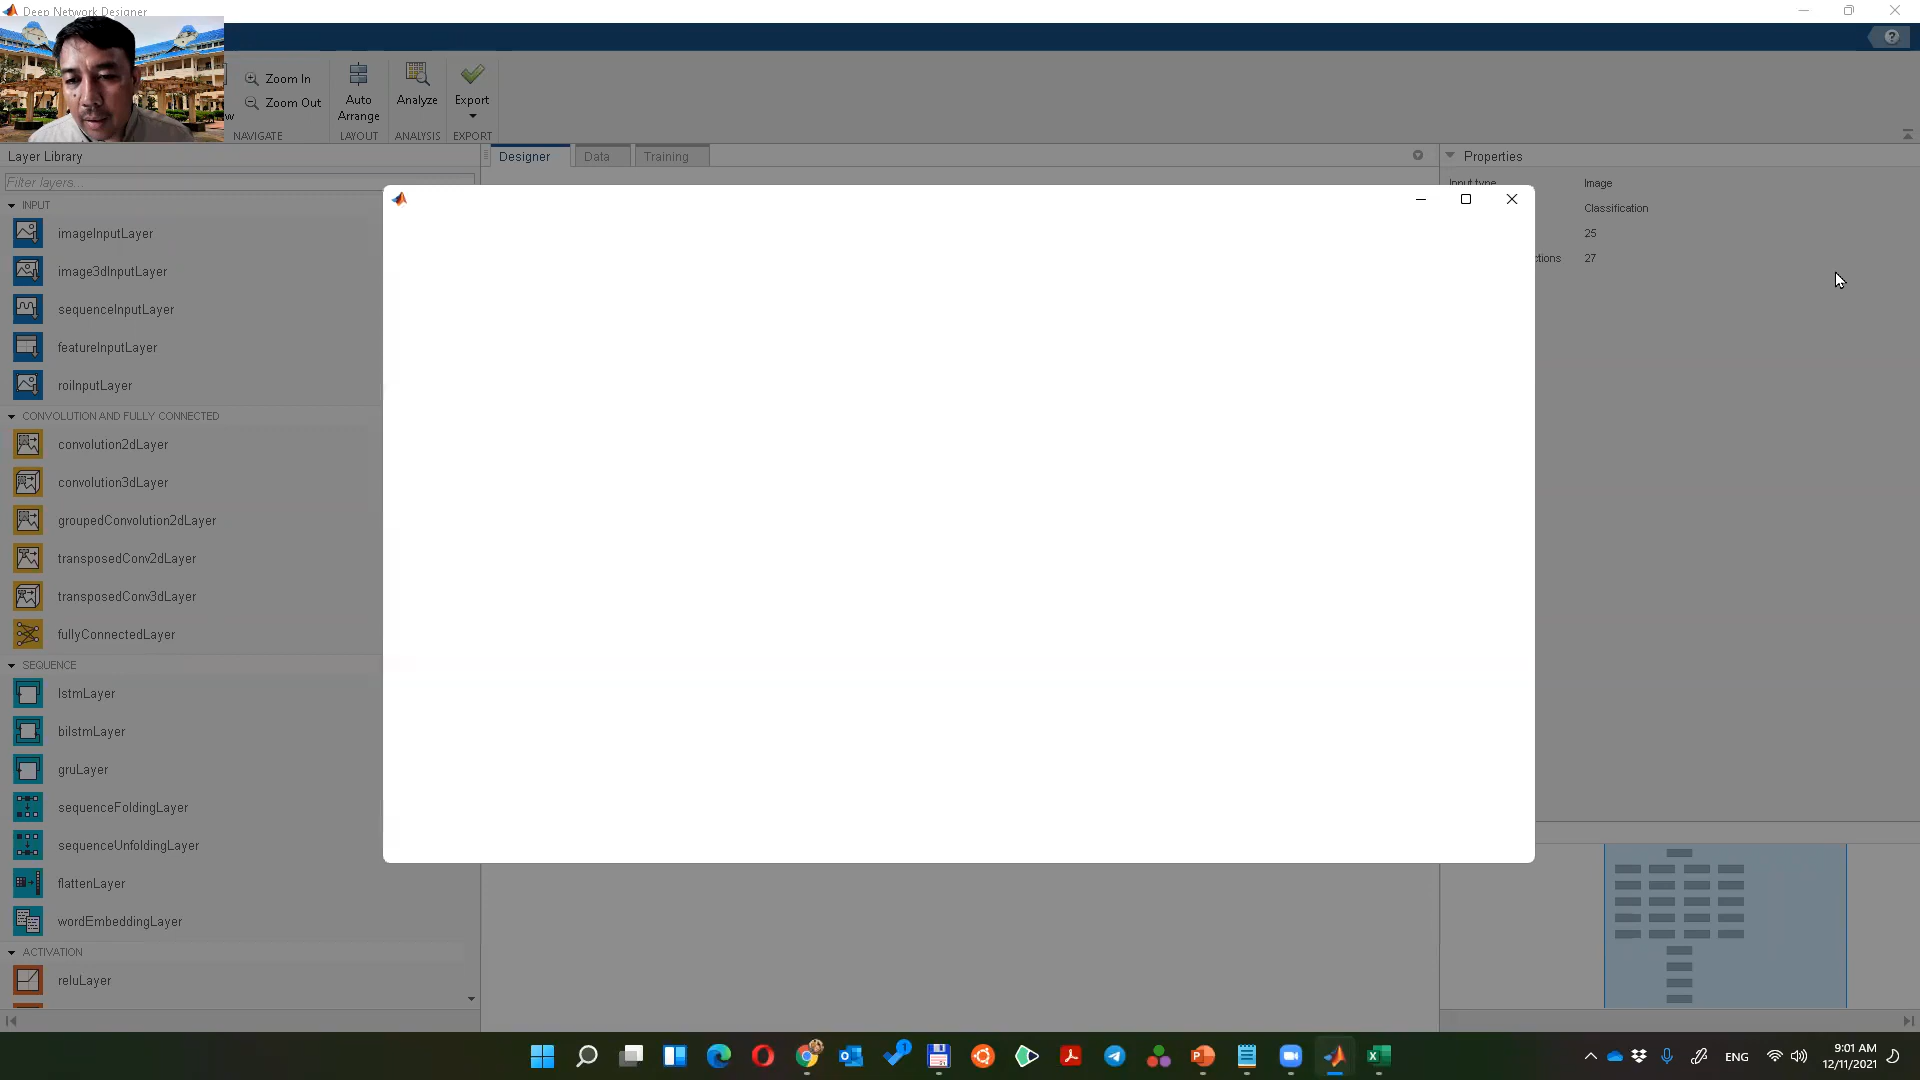 Deep Network Designer
Zoom In
Zoom Out
NAVIGATE
Auto
Arrange
LAYOUT
Analyze
ANALYSIS
Export
EXPORT
Layer Library
Designer
Data
Training
Properties
Filter layers...
Input type
Image
Classification
25
ctions
27
INPUT
imageInputLayer
image3dInputLayer
sequenceInputLayer
featureInputLayer
roiInputLayer
CONVOLUTION AND FULLY CONNECTED
convolution2dLayer
convolution3dLayer
groupedConvolution2dLayer
transposedConv2dLayer
transposedConv3dLayer
fullyConnectedLayer
SEQUENCE
lstmLayer
bilstmLayer
gruLayer
sequenceFoldingLayer
sequenceUnfoldingLayer
flattenLayer
wordEmbeddingLayer
ACTIVATION
reluLayer
ENG
9:01 AM
12/11/2021